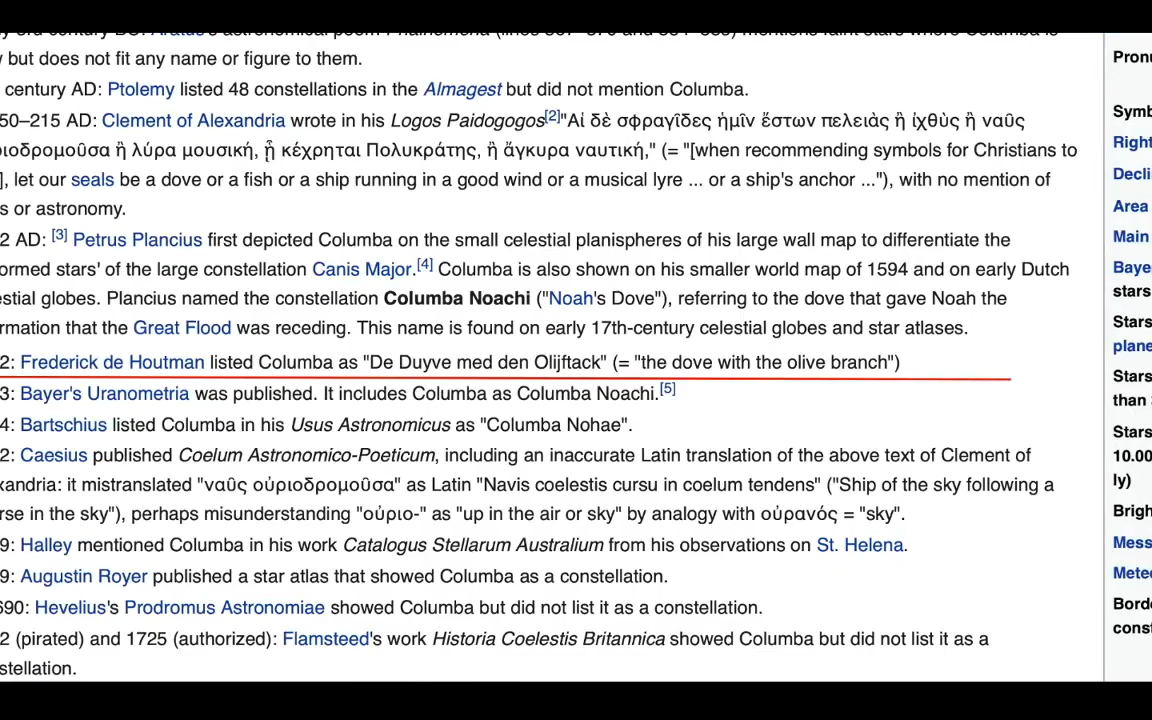 but does not fit any name or figure to them.
century AD: Ptolemy listed 48 constellations in the Almagest but did not mention Columba.
50–215 AD: Clement of Alexandria wrote in his Logos Paidogogos[2]"Αἱ δὲ σφραγῖδες ἡμῖν ἔστων πελειὰς ἢ ἰχθὺς ἢ ναῦς
ριοδρομοῦσα ἢ λύρα μουσική, ᾗ κέχρηται Πολυκράτης, ἢ ἄγκυρα ναυτική," (= "[when recommending symbols for Christians to
], let our seals be a dove or a fish or a ship running in a good wind or a musical lyre ... or a ship's anchor ..."), with no mention of
s or astronomy.
2 AD: [3] Petrus Plancius first depicted Columba on the small celestial planispheres of his large wall map to differentiate the
ormed stars' of the large constellation Canis Major.[4] Columba is also shown on his smaller world map of 1594 and on early Dutch
estial globes. Plancius named the constellation Columba Noachi ("Noah's Dove"), referring to the dove that gave Noah the
rmation that the Great Flood was receding. This name is found on early 17th-century celestial globes and star atlases.
2: Frederick de Houtman listed Columba as "De Duyve med den Olijftack" (= "the dove with the olive branch")
3: Bayer's Uranometria was published. It includes Columba as Columba Noachi.[5]
4: Bartschius listed Columba in his Usus Astronomicus as "Columba Nohae".
2: Caesius published Coelum Astronomico-Poeticum, including an inaccurate Latin translation of the above text of Clement of
xandria: it mistranslated "ναῦς οὐριοδρομοῦσα" as Latin "Navis coelestis cursu in coelum tendens" ("Ship of the sky following a
rse in the sky"), perhaps misunderstanding "οὐριο-" as "up in the air or sky" by analogy with οὐρανός = "sky".
9: Halley mentioned Columba in his work Catalogus Stellarum Australium from his observations on St. Helena.
9: Augustin Royer published a star atlas that showed Columba as a constellation.
690: Hevelius's Prodromus Astronomiae showed Columba but did not list it as a constellation.
2 (pirated) and 1725 (authorized): Flamsteed's work Historia Coelestis Britannica showed Columba but did not list it as a
stellation.
Pronu
Symb
Right
Decli
Area
Main
Baye
stars
Stars
plane
Stars
than
Stars
10.00
ly)
Brigh
Mess
Mete
Bord
const